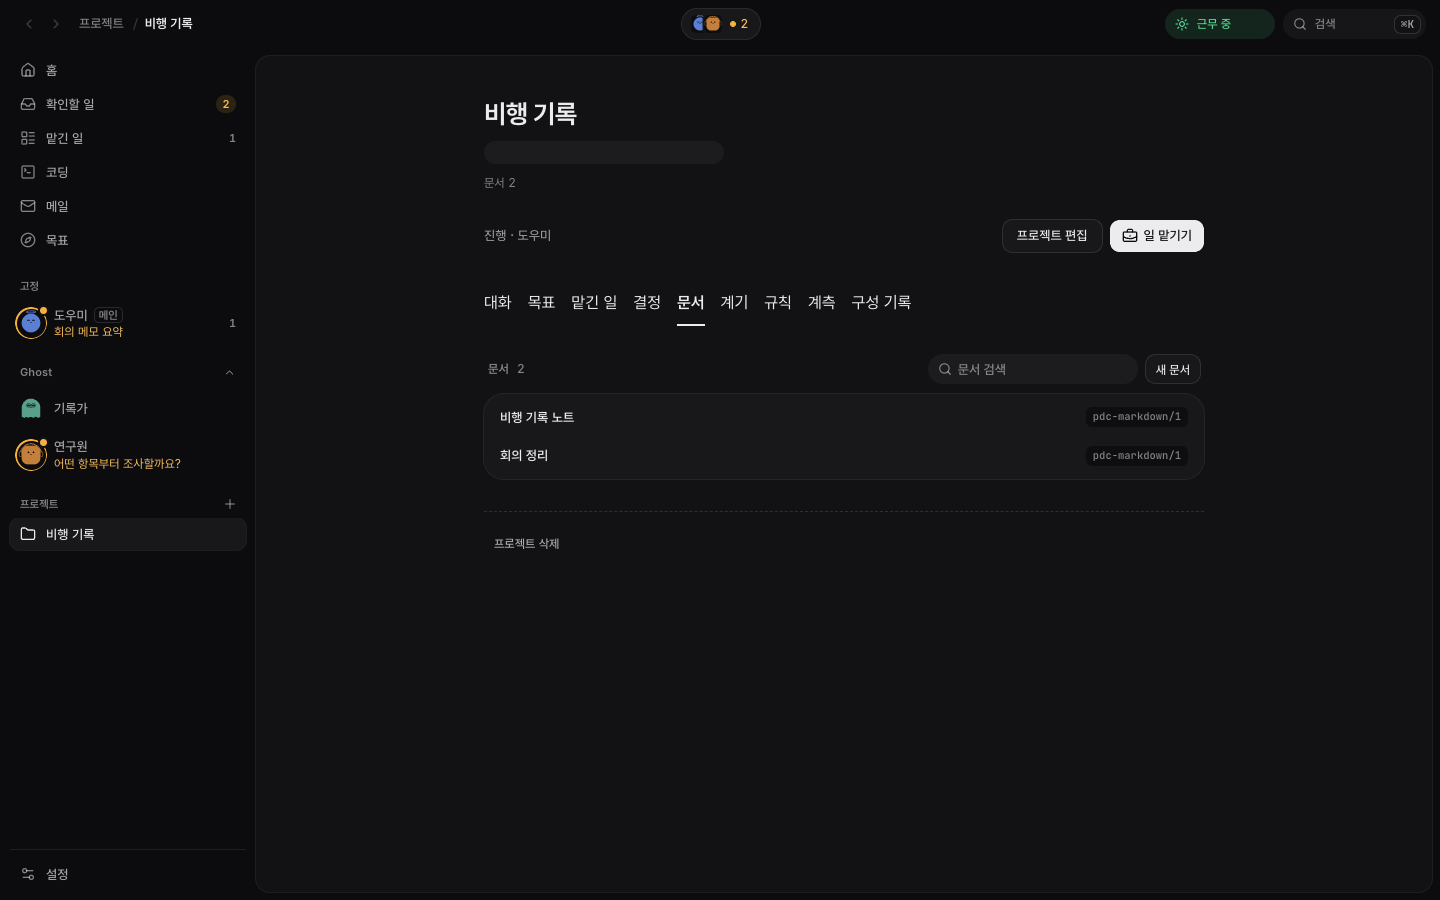 프로젝트 / 비행 기록
2
근무 중
검색
⌘K
홈
확인할 일 2
맡긴 일 1
코딩
메일
목표
고정
도우미 메인
회의 메모 요약
1
Ghost
기록가
연구원
어떤 항목부터 조사할까요?
프로젝트
비행 기록
설정
비행 기록
문서 2
진행 · 도우미
프로젝트 편집
일 맡기기
대화 목표 맡긴 일 결정 문서 계기 규칙 계측 구성 기록
문서 2
문서 검색
새 문서
비행 기록 노트 pdc-markdown/1
회의 정리 pdc-markdown/1
프로젝트 삭제